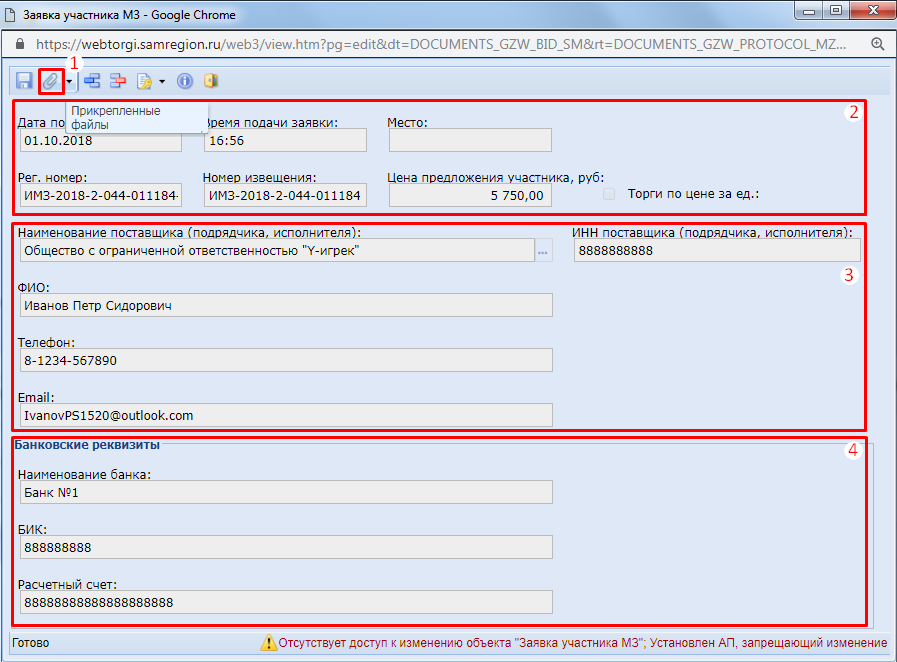 Заявка участника МЗ - Google Chrome
https://webtorgi.samregion.ru/web3/view.htm?pg=edit&dt=DOCUMENTS_GZW_BID_SM&rt=DOCUMENTS_GZW_PROTOCOL_MZ...
1
Прикрепленные
файлы
2
Дата по
Время подачи заявки:
Место:
01.10.2018
16:56
Рег. номер:
Номер извещения:
Цена предложения участника, руб:
ИМЗ-2018-2-044-011184-
ИМЗ-2018-2-044-011184
5 750,00
Торги по цене за ед.:
Наименование поставщика (подрядчика, исполнителя):
ИНН поставщика (подрядчика, исполнителя):
Общество с ограниченной ответственностью "Y-игрек"
...
8888888888
3
ФИО:
Иванов Петр Сидорович
Телефон:
8-1234-567890
Email:
IvanovPS1520@outlook.com
Банковские реквизиты
4
Наименование банка:
Банк №1
БИК:
888888888
Расчетный счет:
88888888888888888888
Готово
Отсутствует доступ к изменению объекта "Заявка участника МЗ"; Установлен АП, запрещающий изменение